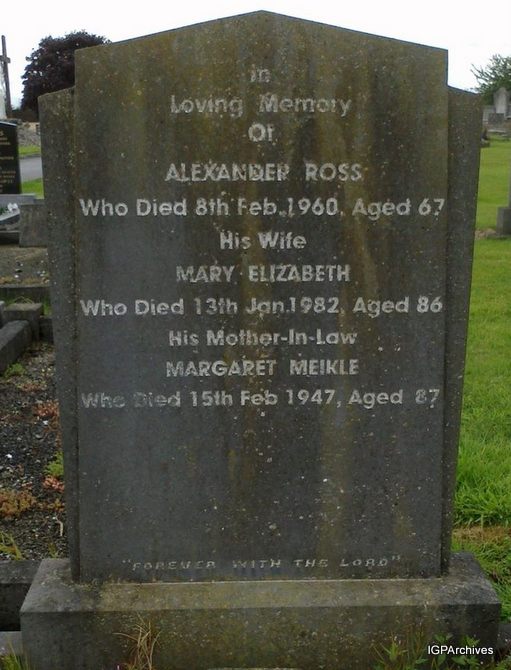 In
Loving Memory
Of
ALEXANDER ROSS
Who Died 8th Feb. 1960, Aged 67
His Wife
MARY ELIZABETH
Who Died 13th Jan. 1982, Aged 86
His Mother-In-Law
MARGARET MEIKLE
Who Died 15th Feb 1947, Aged 87
"FOREVER WITH THE LORD"
IGPArchives